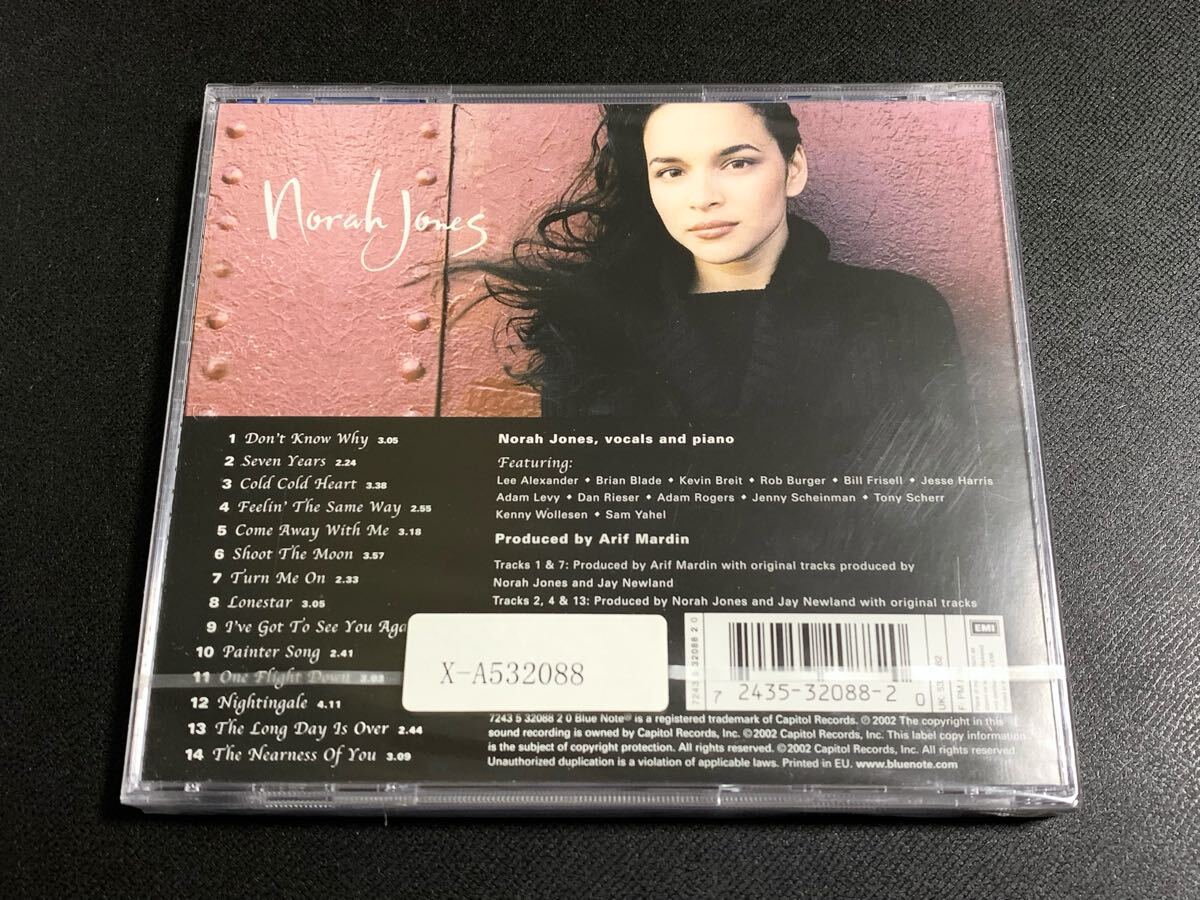 Norah Jones
1 Don't Know Why 3.05
2 Seven Years 2.24
3 Cold Cold Heart 3.38
4 Feelin' The Same Way 2.55
5 Come Away With Me 3.18
6 Shoot The Moon 3.57
7 Turn Me On 2.33
8 Lonestar 3.05
9 I've Got To See You Aga
10 Painter Song 2.41
11 One Flight Down 3.03
12 Nightingale 4.11
13 The Long Day Is Over 2.44
14 The Nearness Of You 3.09
Norah Jones, vocals and piano
Featuring:
Lee Alexander • Brian Blade • Kevin Breit • Rob Burger • Bill Frisell • Jesse Harris
Adam Levy • Dan Rieser • Adam Rogers • Jenny Scheinman • Tony Scherr
Kenny Wollesen • Sam Yahel
Produced by Arif Mardin
Tracks 1 & 7: Produced by Arif Mardin with original tracks produced by
Norah Jones and Jay Newland
Tracks 2, 4 & 13: Produced by Norah Jones and Jay Newland with original tracks
X-A532088
7243 5 32088 2 0
7 2435-32088-2 0
EMI
7243 5 32088 2 0 Blue Note® is a registered trademark of Capitol Records. ℗ 2002 The copyright in this
sound recording is owned by Capitol Records, Inc. ©2002 Capitol Records, Inc. This label copy information
is the subject of copyright protection. All rights reserved. ©2002 Capitol Records, Inc. All rights reserved.
Unauthorized duplication is a violation of applicable laws. Printed in EU. www.bluenote.com